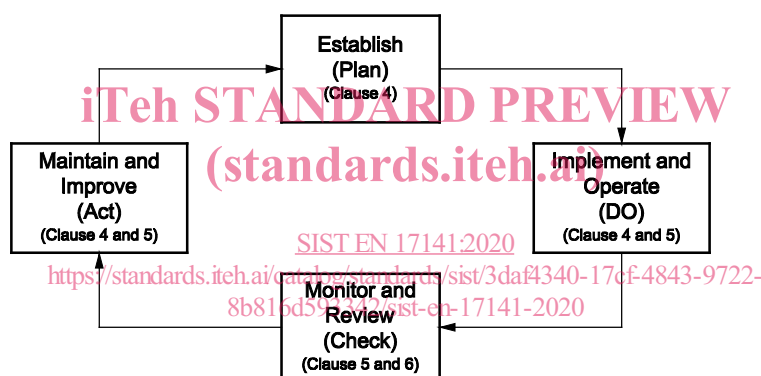 Establish
(Plan)
(Clause 4)
iTeh STANDARD PREVIEW
(standards.iteh.ai)
Maintain and
Improve
(Act)
(Clause 4 and 5)
Implement and
Operate
(DO)
(Clause 4 and 5)
SIST EN 17141:2020
https://standards.iteh.ai/catalog/standards/sist/3daf4340-17cf-4843-9722-
8b816d593342/sist-en-17141-2020
Monitor and
Review
(Check)
(Clause 5 and 6)